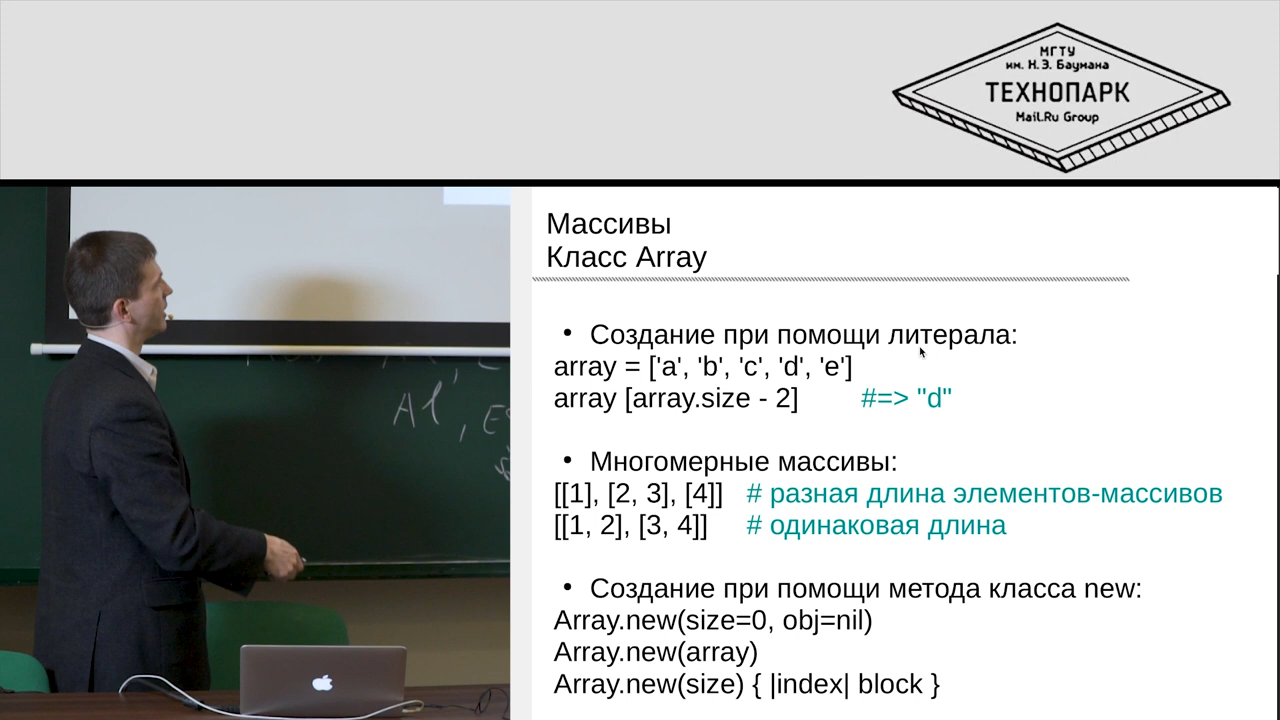 МГТУ
им. Н.Э. Баумана
ТЕХНОПАРК
Mail.Ru Group
Массивы
Класс Array
• Создание при помощи литерала:
array = ['a', 'b', 'c', 'd', 'e']
array [array.size - 2] #=> "d"
• Многомерные массивы:
[[1], [2, 3], [4]] # разная длина элементов-массивов
[[1, 2], [3, 4]] # одинаковая длина
• Создание при помощи метода класса new:
Array.new(size=0, obj=nil)
Array.new(array)
Array.new(size) { |index| block }